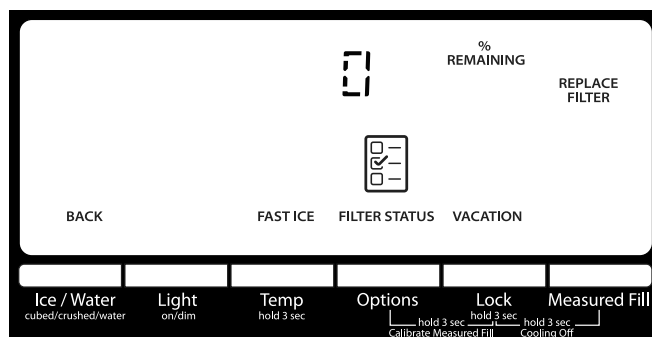 0
%
REMAINING
REPLACE
FILTER
BACK
FAST ICE
FILTER STATUS
VACATION
Ice / Water
cubed/crushed/water
Light
on/dim
Temp
hold 3 sec
Options
Lock
hold 3 sec
Measured Fill
hold 3 sec
Calibrate Measured Fill
hold 3 sec
Cooling Off